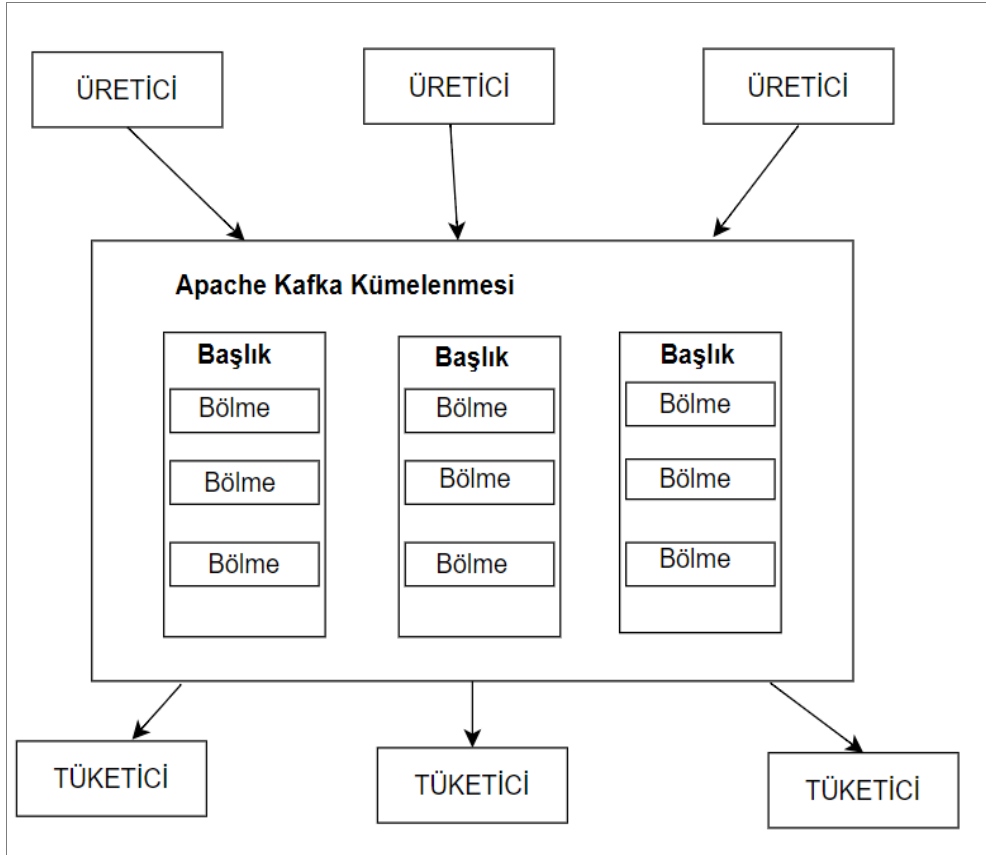 ÜRETİCİ
ÜRETİCİ
ÜRETİCİ
Apache Kafka Kümelenmesi
Başlık
Bölme
Bölme
Bölme
Başlık
Bölme
Bölme
Bölme
Başlık
Bölme
Bölme
Bölme
TÜKETİCİ
TÜKETİCİ
TÜKETİCİ